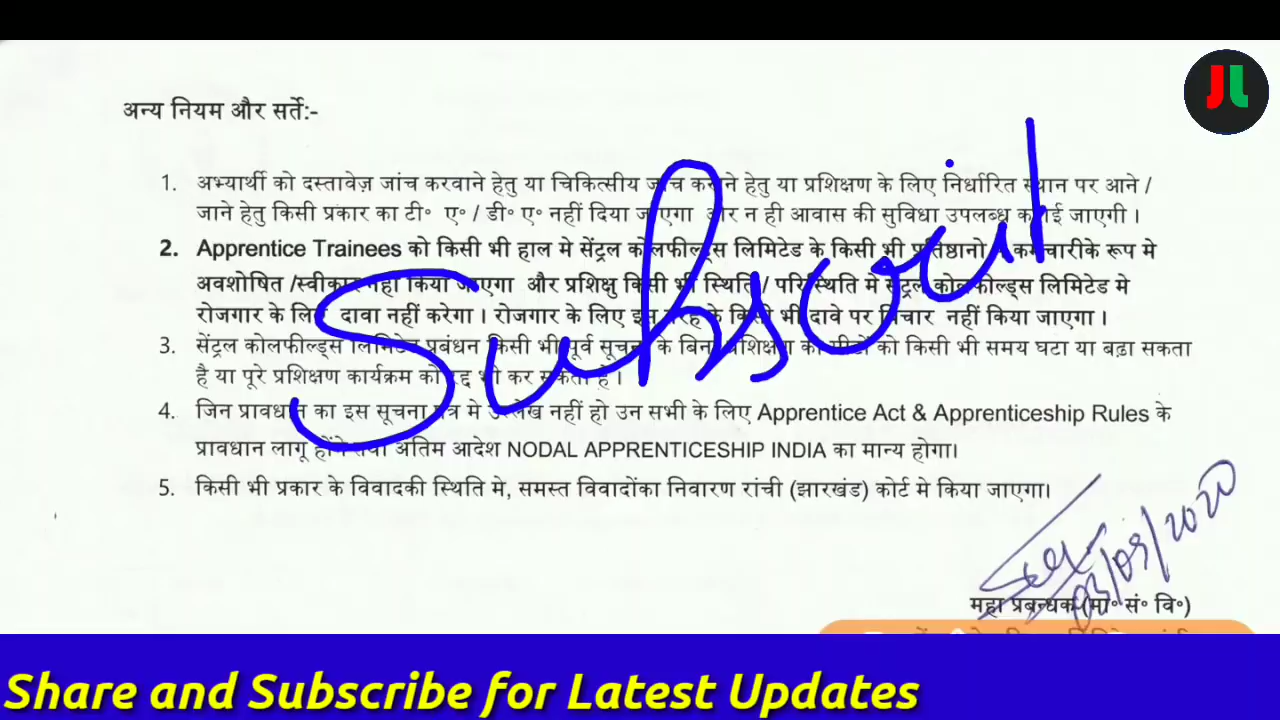 JL
अन्य नियम और सर्ते:-
1. अभ्यार्थी को दस्तावेज़ जांच करवाने हेतु या चिकित्सीय जांच कराने हेतु या प्रशिक्षण के लिए निर्धारित स्थान पर आने /
जाने हेतु किसी प्रकार का टी॰ ए॰ / डी॰ ए॰ नहीं दिया जाएगा और न ही आवास की सुविधा उपलब्ध कराई जाएगी ।
2. Apprentice Trainees को किसी भी हाल मे सेंट्रल कोलफील्ड्स लिमिटेड के किसी भी प्रतिष्ठानो कर्मचारीके रूप मे
अवशोषित /स्वीकार नहीं किया जाएगा और प्रशिक्षु किसी भी स्थिति / परिस्थिति मे सेंट्रल कोलफील्ड्स लिमिटेड मे
रोजगार के लिए दावा नहीं करेगा । रोजगार के लिए इस तरह के किसी भी दावे पर विचार नहीं किया जाएगा ।
3. सेंट्रल कोलफील्ड्स लिमिटेड प्रबंधन किसी भी पूर्व सूचना के बिना प्रशिक्षण की सीटों को किसी भी समय घटा या बढ़ा सकता
है या पूरे प्रशिक्षण कार्यक्रम को रद्द भी कर सकता है ।
4. जिन प्रावधान का इस सूचना पत्र मे उल्लेख नहीं हो उन सभी के लिए Apprentice Act & Apprenticeship Rules के
प्रावधान लागू होंगे तथा अंतिम आदेश NODAL APPRENTICESHIP INDIA का मान्य होगा।
5. किसी भी प्रकार के विवादकी स्थिति मे, समस्त विवादोंका निवारण रांची (झारखंड) कोर्ट मे किया जाएगा।
03/09/2020
महा प्रबन्धक (मा॰ सं॰ वि॰)
Share and Subscribe for Latest Updates